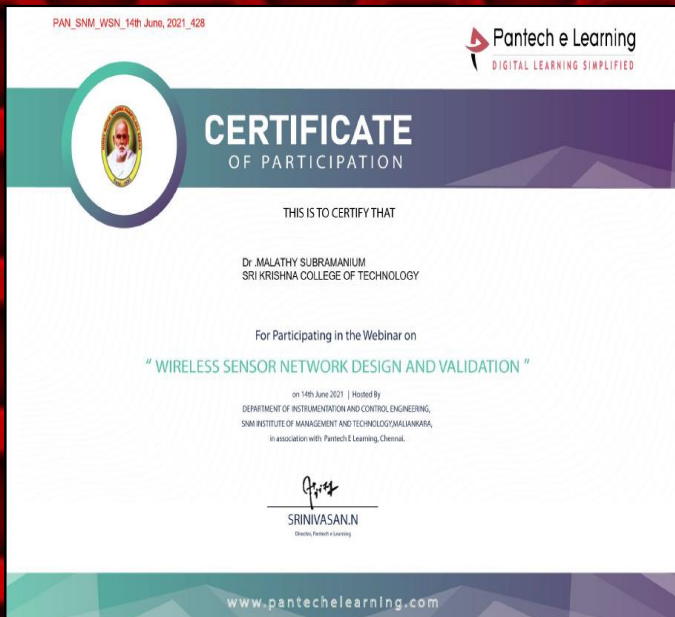 PAN_SNM_WSN_14th June, 2021_428
Pantech e Learning
DIGITAL LEARNING SIMPLIFIED
CERTIFICATE
OF PARTICIPATION
THIS IS TO CERTIFY THAT
Dr .MALATHY SUBRAMANIUM
SRI KRISHNA COLLEGE OF TECHNOLOGY
For Participating in the Webinar on
“ WIRELESS SENSOR NETWORK DESIGN AND VALIDATION ”
on 14th June 2021 | Hosted By
DEPARTMENT OF INSTRUMENTATION AND CONTROL ENGINEERING,
SNM INSTITUTE OF MANAGEMENT AND TECHNOLOGY,MALIANKARA,
in association with Pantech E Learning, Chennai.
SRINIVASAN.N
Director, Pantech e Learning
www.pantechelearning.com